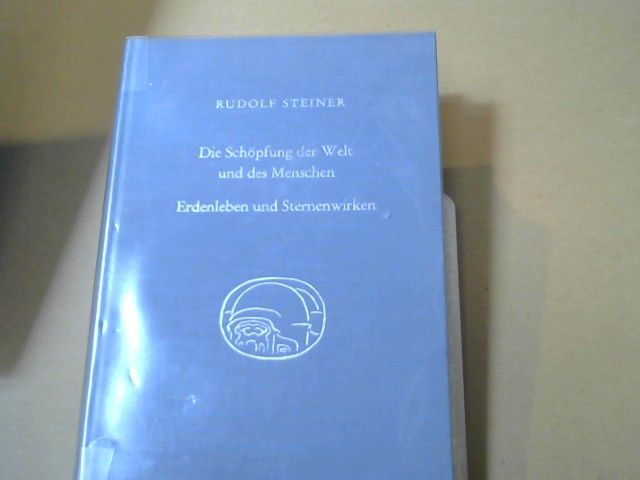 RUDOLF STEINER
Die Schöpfung der Welt
und des Menschen
Erdenleben und Sternenwirken